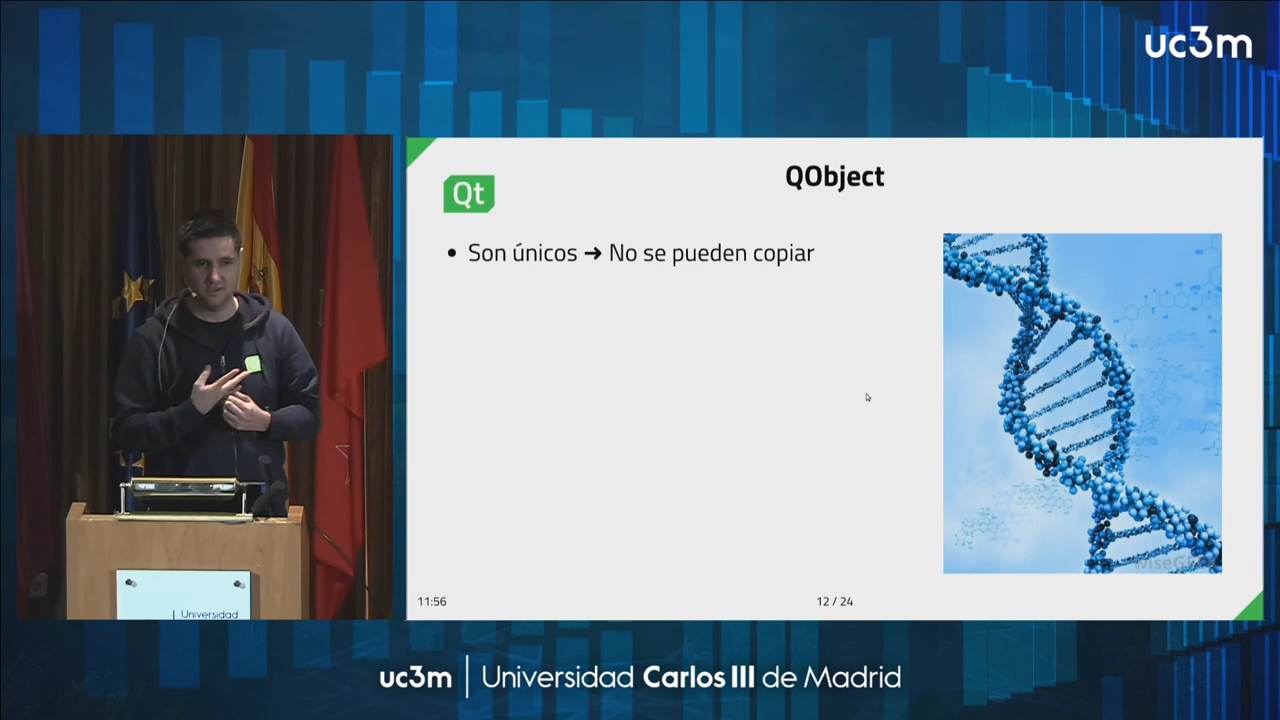 uc3m
Qt
QObject
• Son únicos → No se pueden copiar
11:56
12 / 24
Universidad
uc3m | Universidad Carlos III de Madrid